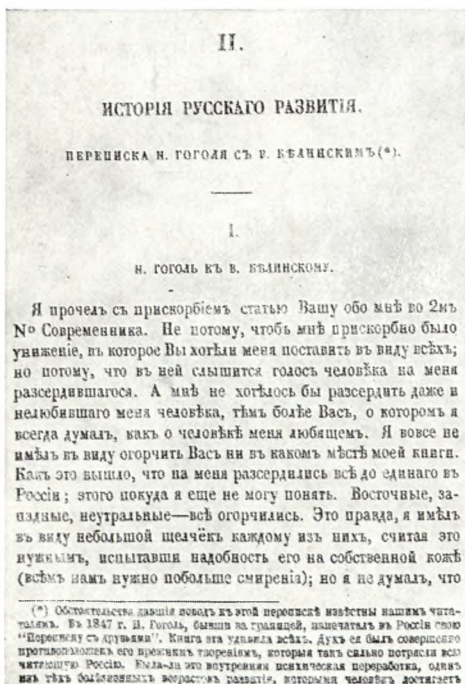 II.
ИСТОРІЯ РУССКАГО РАЗВИТІЯ.
ПЕРЕПИСКА Н. ГОГОЛЯ СЪ В. БѢЛИНСКИМЪ(*).
I.
Н. ГОГОЛЬ КЪ В. БѢЛИНСКОМУ.
Я прочелъ съ прискорбіемъ статью Вашу обо мнѣ во 2мъ
Nº Современника. Не потому, чтобъ мнѣ прискорбно было
униженіе, въ которое Вы хотѣли меня поставить въ виду всѣхъ;
но потому, что въ ней слышится голосъ человѣка на меня
разсердившагося. А мнѣ не хотѣлось бы разсердить даже и
нелюбившаго меня человѣка, тѣмъ болѣе Васъ, о которомъ я
всегда думалъ, какъ о человѣкѣ меня любящемъ. Я вовсе не
имѣлъ въ виду огорчить Васъ ни въ какомъ мѣстѣ моей книги.
Какъ это вышло, что на меня разсердились всѣ до единаго въ
Россіи; этого покуда я еще не могу понять. Восточные, за-
падные, неутральные—всѣ огорчились. Это правда, я имѣлъ
въ виду небольшой щелчёкъ каждому изъ нихъ, считая это
нужнымъ, испытавши надобность его на собственной кожѣ
(всѣмъ намъ нужно побольше смиренія); но я не думалъ, что
(*) Обстоятельства давшія поводъ къ этой перепискѣ извѣстны нашимъ чита-
телямъ. Въ 1847 г. Н. Гоголь, бывши за границей, напечаталъ въ Россіи свою
"Переписку съ друзьями". Книга эта удивила всѣхъ. Духъ ея былъ совершенно
противоположенъ его прежнимъ твореніямъ, которыя такъ сильно потрясли всю
читающую Россію. Была-ли это внутренняя психическая переработка, одинъ
изъ тѣхъ болѣзненныхъ возрастовъ развитія, которыми человѣкъ достигаетъ